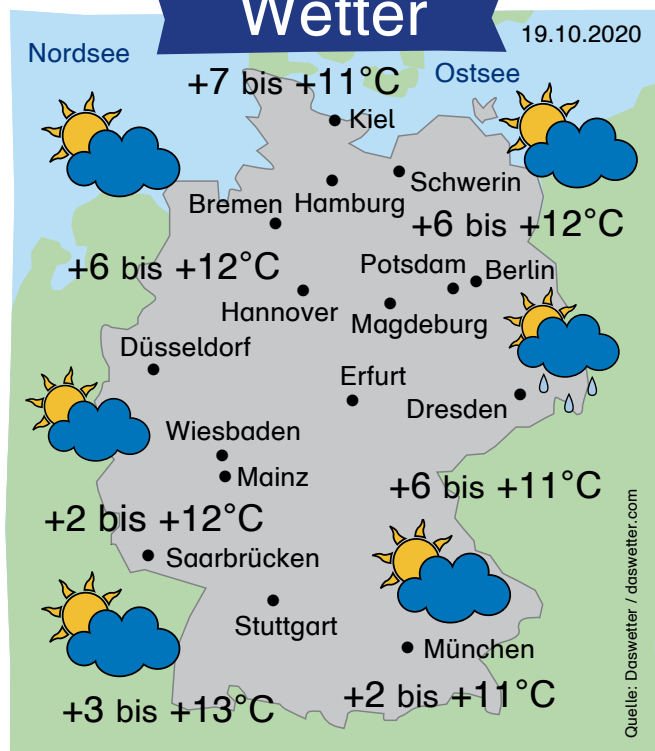 Wetter
19.10.2020
Nordsee
Ostsee
+7 bis +11°C
Kiel
Schwerin
Bremen
Hamburg
+6 bis +12°C
+6 bis +12°C
Potsdam
Berlin
Hannover
Magdeburg
Düsseldorf
Erfurt
Dresden
Wiesbaden
Mainz
+6 bis +11°C
+2 bis +12°C
Saarbrücken
Stuttgart
München
+2 bis +11°C
+3 bis +13°C
Quelle: Daswetter / daswetter.com